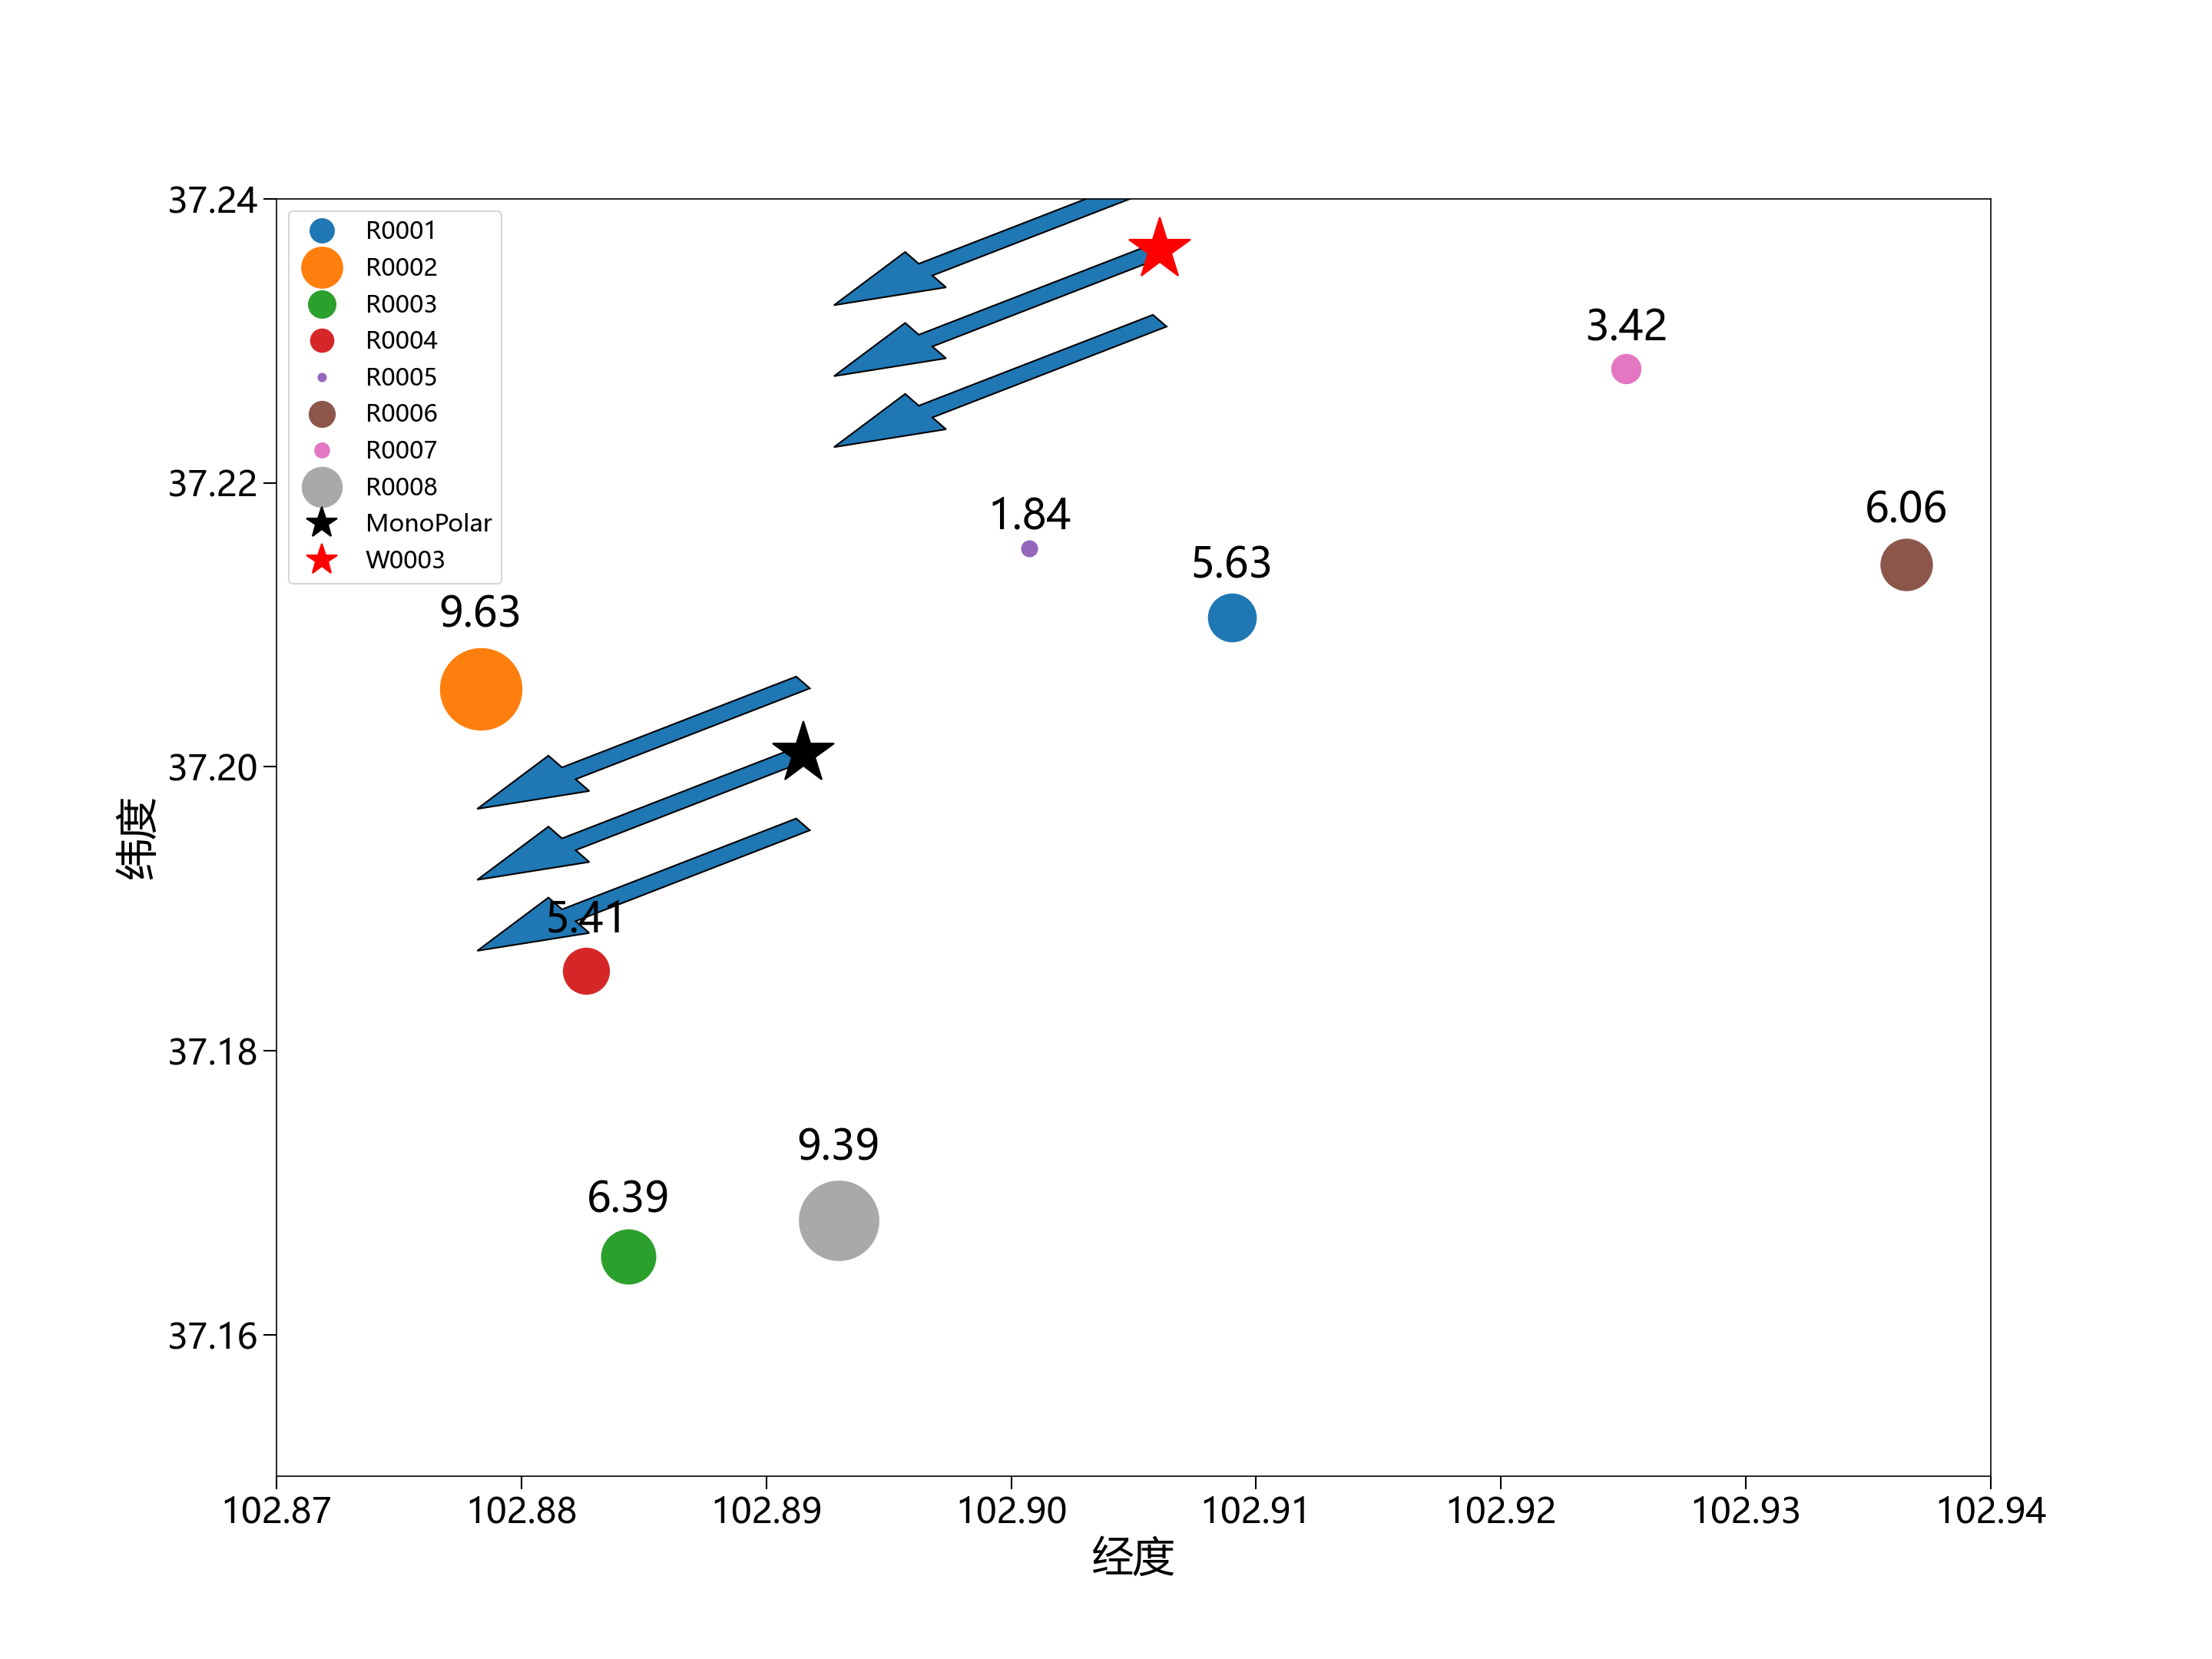 37.24
37.22
37.20
37.18
37.16
纬度
R0001
R0002
R0003
R0004
R0005
R0006
R0007
R0008
MonoPolar
W0003
3.42
1.84
6.06
5.63
9.63
5.41
9.39
6.39
102.87 102.88 102.89 102.90 102.91 102.92 102.93 102.94
经度